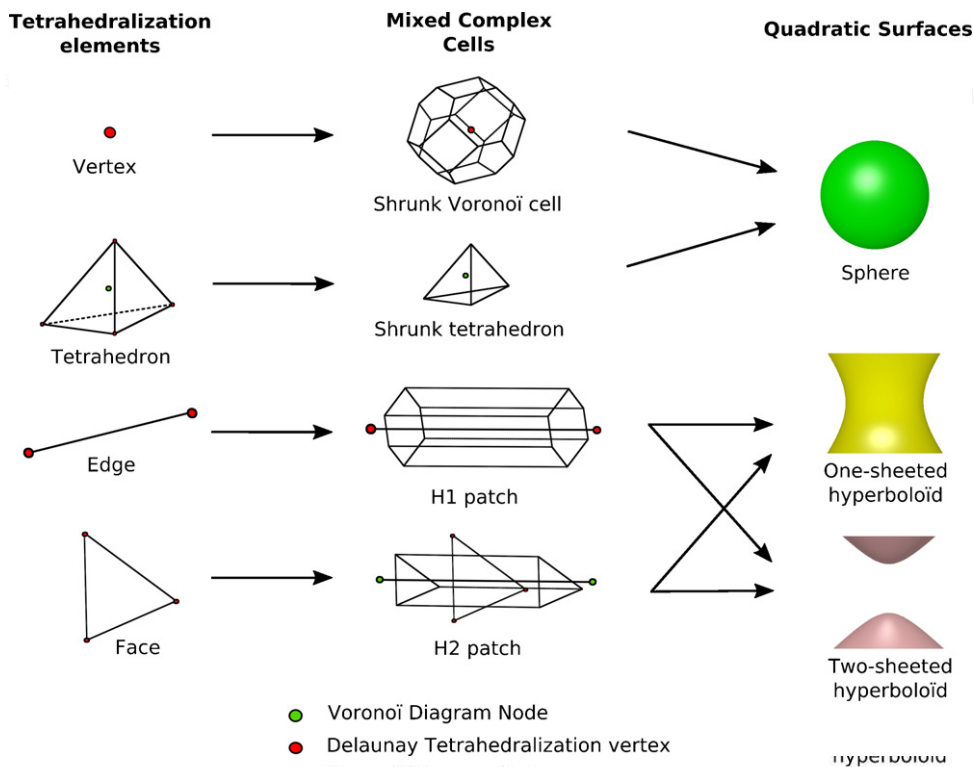 Tetrahedralization
elements
Mixed Complex
Cells
Quadratic Surfaces
Vertex
Shrunk Voronoï cell
Sphere
Tetrahedron
Shrunk tetrahedron
Edge
H1 patch
One-sheeted
hyperboloïd
Face
H2 patch
Two-sheeted
hyperboloïd
Voronoï Diagram Node
Delaunay Tetrahedralization vertex
hyperboloïd